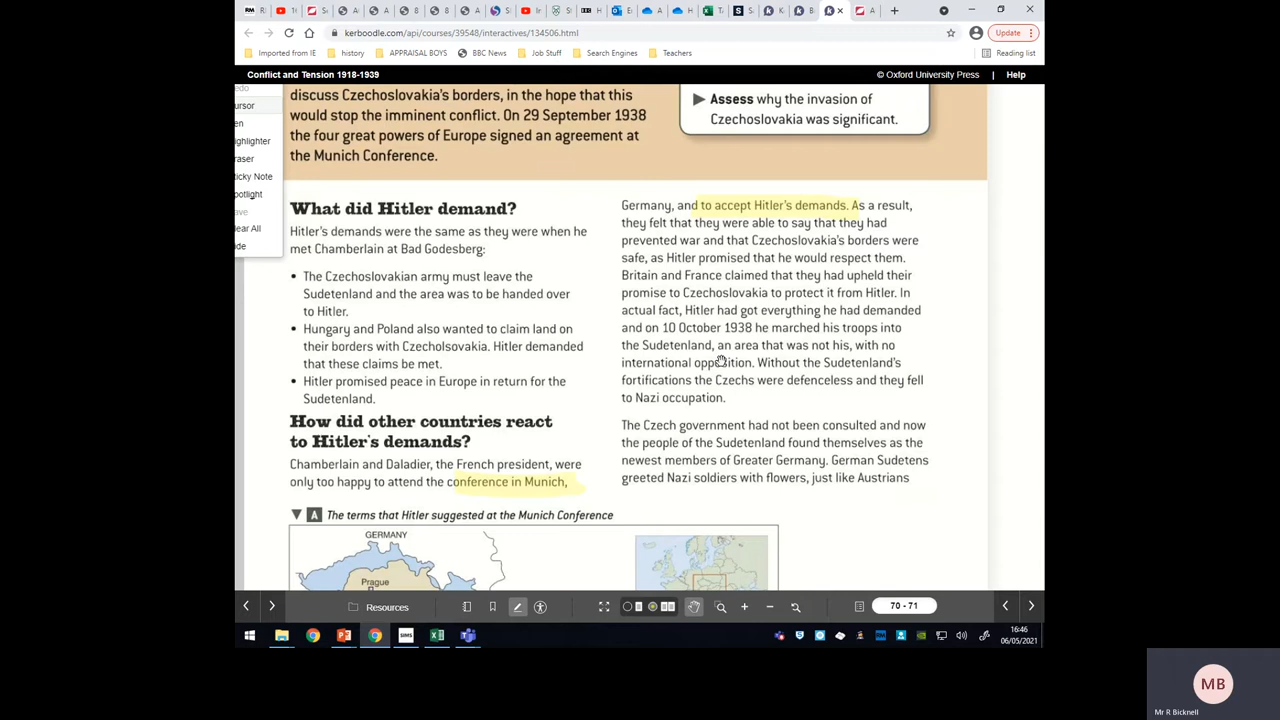 Update
kerboodle.com/api/courses/39548/interactives/134506.html
Imported from IE
history
APPRAISAL BOYS
BBC News
Job Stuff
Search Engines
Teachers
Reading list
Conflict and Tension 1918-1939
© Oxford University Press | Help
edo
ursor
en
ighlighter
raser
ticky Note
potlight
ave
lear All
ide
discuss Czechoslovakia's borders, in the hope that this
would stop the imminent conflict. On 29 September 1938
the four great powers of Europe signed an agreement at
the Munich Conference.
Assess why the invasion of
Czechoslovakia was significant.
What did Hitler demand?
Hitler's demands were the same as they were when he
met Chamberlain at Bad Godesberg:
• The Czechoslovakian army must leave the
Sudetenland and the area was to be handed over
to Hitler.
• Hungary and Poland also wanted to claim land on
their borders with Czecholsovakia. Hitler demanded
that these claims be met.
• Hitler promised peace in Europe in return for the
Sudetenland.
How did other countries react
to Hitler's demands?
Chamberlain and Daladier, the French president, were
only too happy to attend the conference in Munich,
Germany, and to accept Hitler's demands. As a result,
they felt that they were able to say that they had
prevented war and that Czechoslovakia's borders were
safe, as Hitler promised that he would respect them.
Britain and France claimed that they had upheld their
promise to Czechoslovakia to protect it from Hitler. In
actual fact, Hitler had got everything he had demanded
and on 10 October 1938 he marched his troops into
the Sudetenland, an area that was not his, with no
international opposition. Without the Sudetenland's
fortifications the Czechs were defenceless and they fell
to Nazi occupation.
The Czech government had not been consulted and now
the people of the Sudetenland found themselves as the
newest members of Greater Germany. German Sudetens
greeted Nazi soldiers with flowers, just like Austrians
A The terms that Hitler suggested at the Munich Conference
GERMANY
Prague
Resources
70 - 71
16:46
06/05/2021
MB
Mr R Bicknell